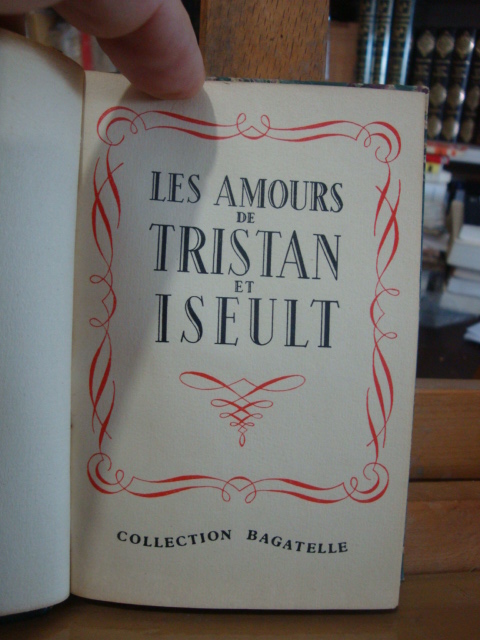 LES AMOURS
DE
TRISTAN
ET
ISEULT
COLLECTION BAGATELLE